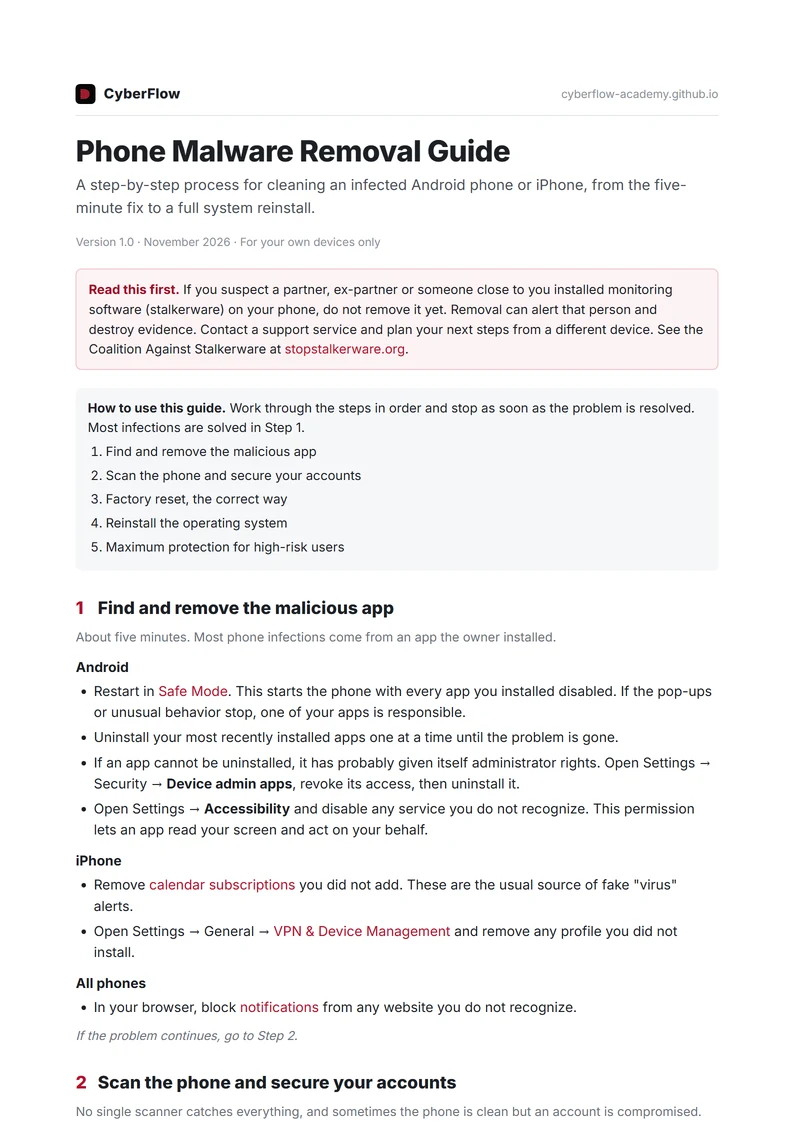 CyberFlow
cyberflow-academy.github.io
Phone Malware Removal Guide
A step-by-step process for cleaning an infected Android phone or iPhone, from the five-
minute fix to a full system reinstall.
Version 1.0 · November 2026 · For your own devices only
Read this first. If you suspect a partner, ex-partner or someone close to you installed monitoring
software (stalkerware) on your phone, do not remove it yet. Removal can alert that person and
destroy evidence. Contact a support service and plan your next steps from a different device. See the
Coalition Against Stalkerware at stopstalkerware.org.
How to use this guide. Work through the steps in order and stop as soon as the problem is resolved.
Most infections are solved in Step 1.
1. Find and remove the malicious app
2. Scan the phone and secure your accounts
3. Factory reset, the correct way
4. Reinstall the operating system
5. Maximum protection for high-risk users
1 Find and remove the malicious app
About five minutes. Most phone infections come from an app the owner installed.
Android
• Restart in Safe Mode. This starts the phone with every app you installed disabled. If the pop-ups
or unusual behavior stop, one of your apps is responsible.
• Uninstall your most recently installed apps one at a time until the problem is gone.
• If an app cannot be uninstalled, it has probably given itself administrator rights. Open Settings →
Security → Device admin apps, revoke its access, then uninstall it.
• Open Settings → Accessibility and disable any service you do not recognize. This permission
lets an app read your screen and act on your behalf.
iPhone
• Remove calendar subscriptions you did not add. These are the usual source of fake "virus"
alerts.
• Open Settings → General → VPN & Device Management and remove any profile you did not
install.
All phones
• In your browser, block notifications from any website you do not recognize.
If the problem continues, go to Step 2.
2 Scan the phone and secure your accounts
No single scanner catches everything, and sometimes the phone is clean but an account is compromised.